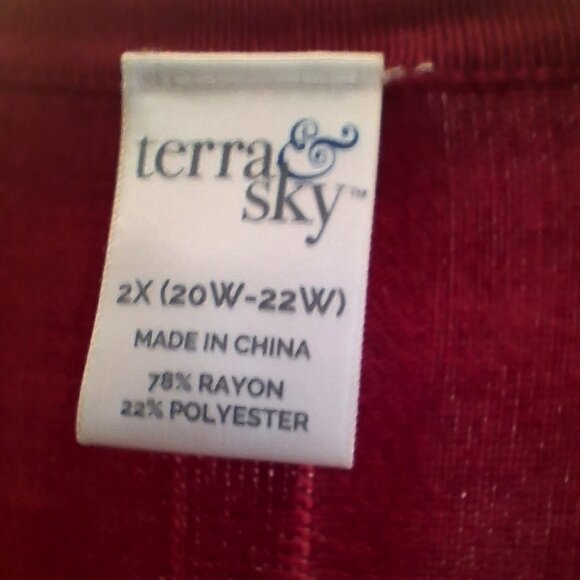 terra &
sky™
2X (20W-22W)
MADE IN CHINA
78% RAYON
22% POLYESTER